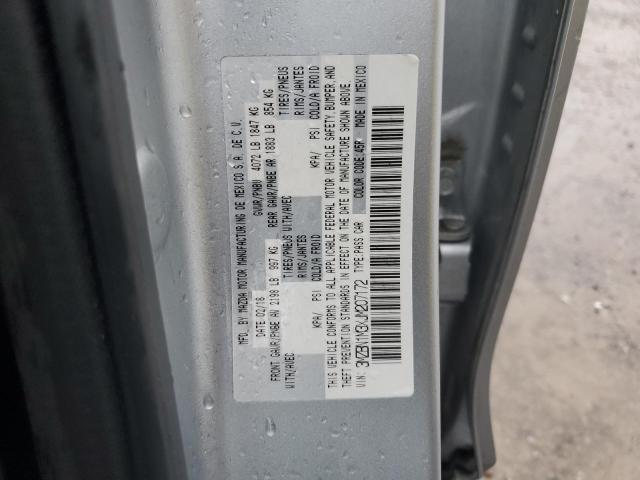 MFD. BY MAZDA MOTOR MANUFACTURING DE MEXICO S.A. DE C.V.
DATE 02/18 GVWR/PNBV 4072 LB 1847 KG
FRONT GAWR/PNBE AV 2198 LB 997 KG REAR GAWR/PNBE AR 1883 LB 854 KG
WITH/AVEC TIRES/PNEUS WITH/AVEC TIRES/PNEUS
RIMS/JANTES RIMS/JANTES
KPA/ PSI COLD/A FROID KPA/ PSI COLD/A FROID
THIS VEHICLE CONFORMS TO ALL APPLICABLE FEDERAL MOTOR VEHICLE SAFETY, BUMPER, AND
THEFT PREVENTION STANDARDS IN EFFECT ON THE DATE OF MANUFACTURE SHOWN ABOVE.
VIN: 3MZBN1M3XJM207172 TYPE: PASS CAR COLOR CODE: 45P MADE IN MEXICO